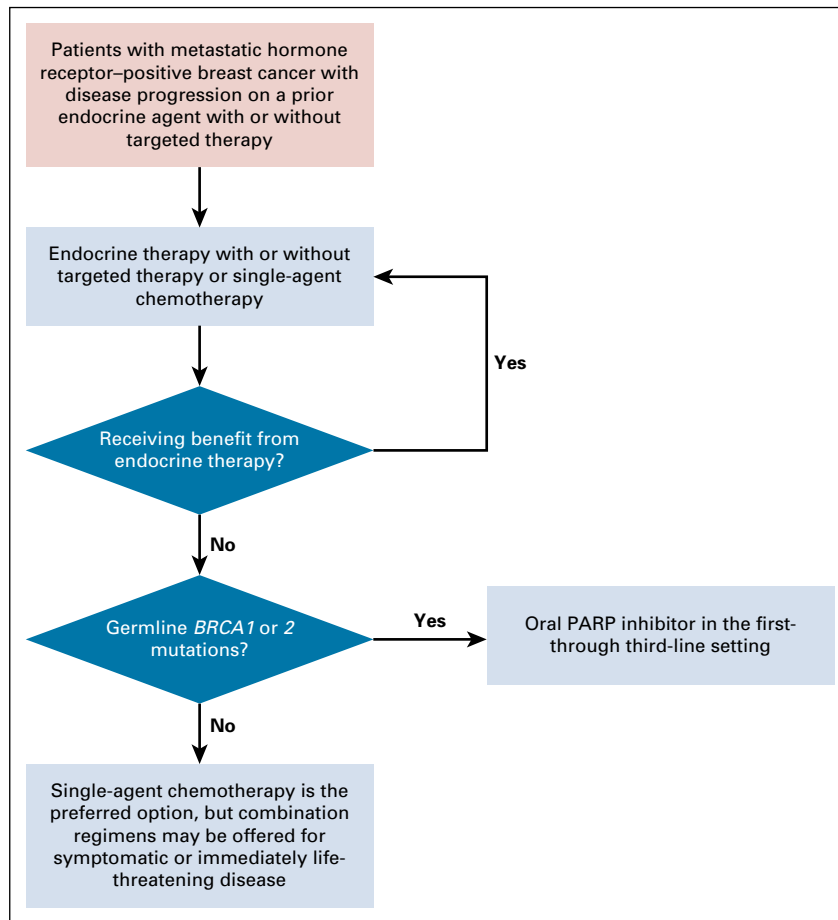 Patients with metastatic hormone
receptor–positive breast cancer with
disease progression on a prior
endocrine agent with or without
targeted therapy
Endocrine therapy with or without
targeted therapy or single-agent
chemotherapy
Yes
Receiving benefit from
endocrine therapy?
No
Germline BRCA1 or 2
mutations?
Yes
Oral PARP inhibitor in the first-
through third-line setting
No
Single-agent chemotherapy is the
preferred option, but combination
regimens may be offered for
symptomatic or immediately life-
threatening disease